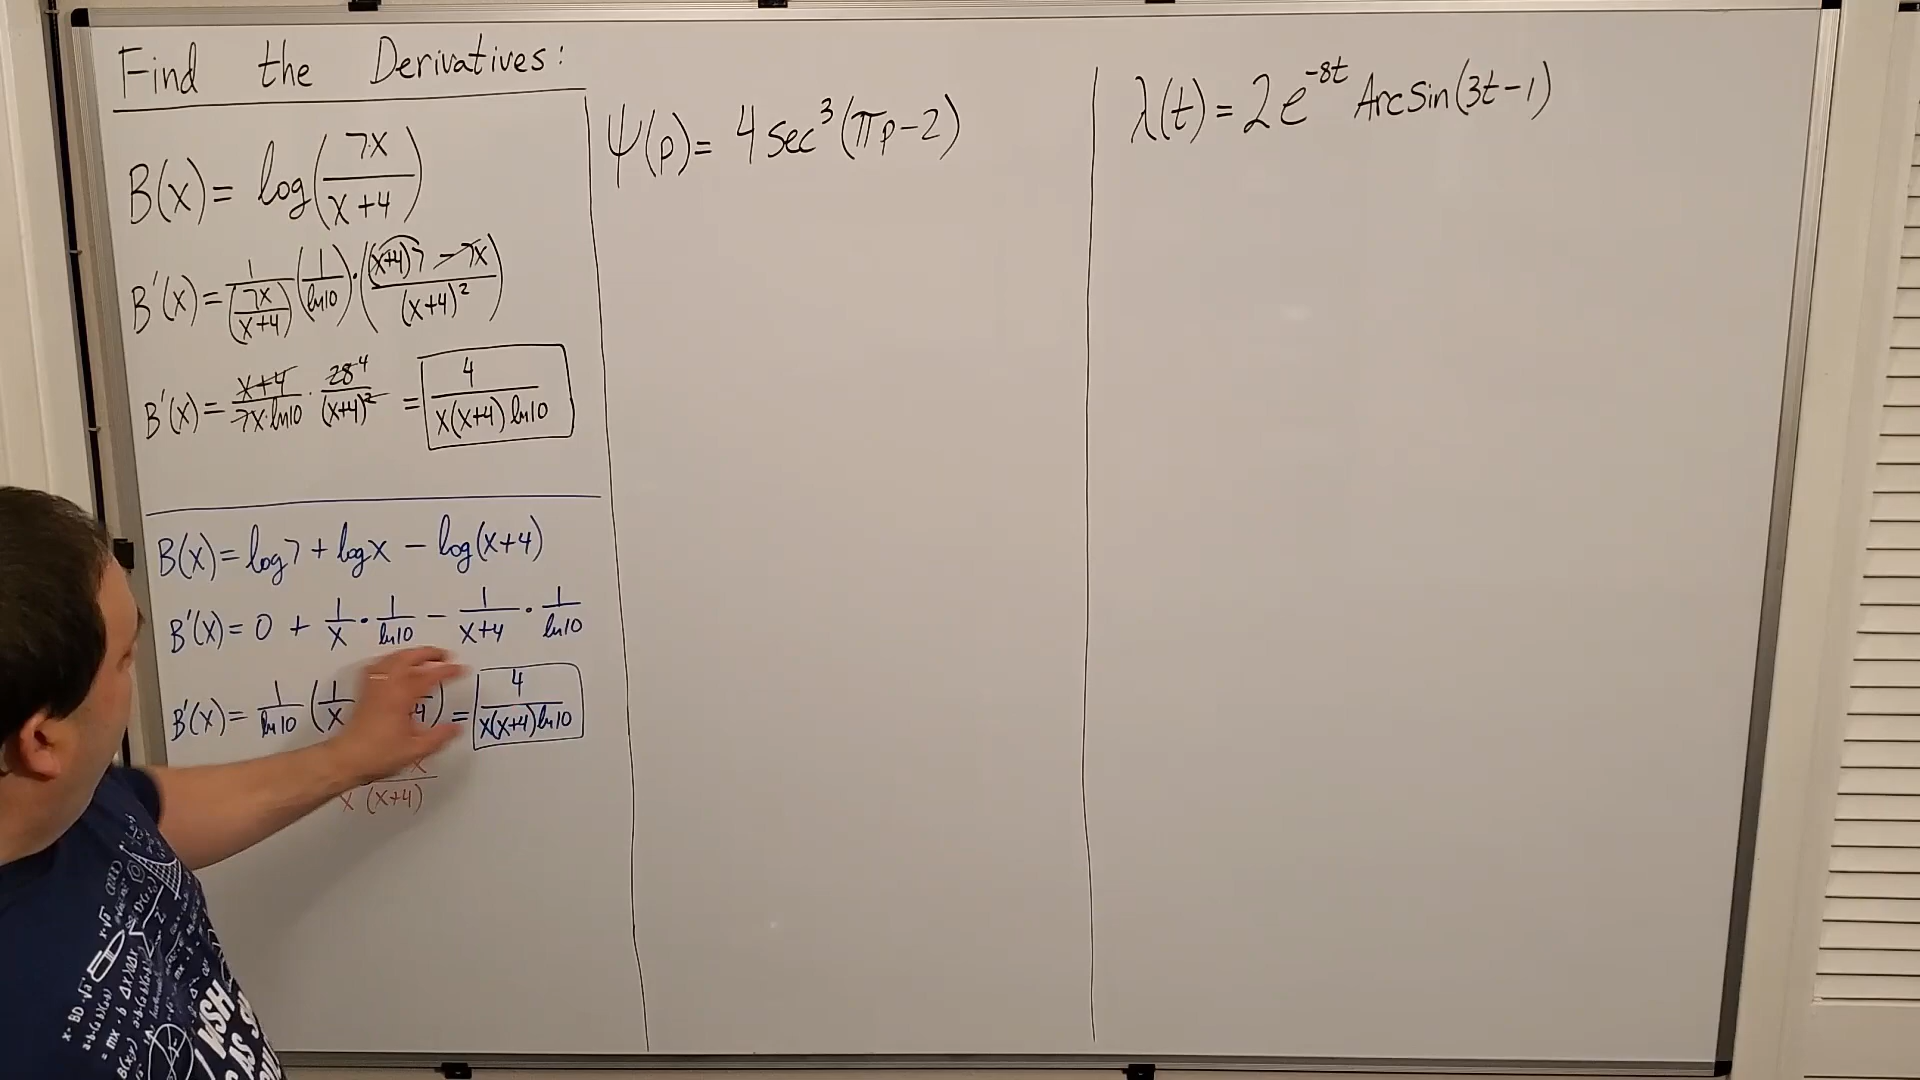 Find the Derivatives:
B(x) = log(7x/(x+4))
B'(x) = 1/(7x/(x+4)) (1/ln10) · ((x+4)7 - 7x)/(x+4)²
B'(x) = (x+4)/(7x·ln10) · 28 4/(x+4)² = 4/(x(x+4)ln10)
B(x) = log7 + logx - log(x+4)
B'(x) = 0 + 1/x · 1/ln10 - 1/(x+4) · 1/ln10
B'(x) = 1/ln10 (1/x +4) = 4/(x(x+4)ln10)
x
x (x+4)
ψ(p) = 4 sec³(πp-2)
λ(t) = 2e^(-8t) ArcSin(3t-1)